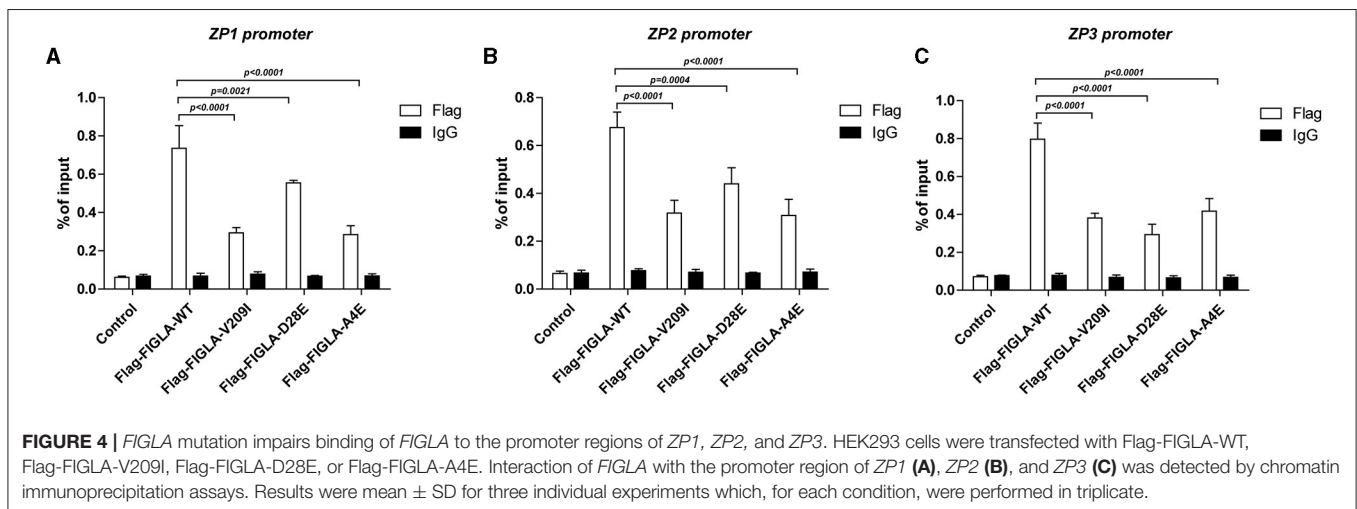 ZP1 promoter
A
p<0.0001
p=0.0021
p<0.0001
Flag
IgG
% of input
1.0
0.8
0.6
0.4
0.2
0.0
Control
Flag-FIGLA-WT
Flag-FIGLA-V209I
Flag-FIGLA-D28E
Flag-FIGLA-A4E
ZP2 promoter
B
p<0.0001
p=0.0004
p<0.0001
Flag
IgG
% of input
0.8
0.6
0.4
0.2
0.0
Control
Flag-FIGLA-WT
Flag-FIGLA-V209I
Flag-FIGLA-D28E
Flag-FIGLA-A4E
ZP3 promoter
C
p<0.0001
p<0.0001
p<0.0001
Flag
IgG
% of input
1.0
0.8
0.6
0.4
0.2
0.0
Control
Flag-FIGLA-WT
Flag-FIGLA-V209I
Flag-FIGLA-D28E
Flag-FIGLA-A4E
FIGURE 4 | FIGLA mutation impairs binding of FIGLA to the promoter regions of ZP1, ZP2, and ZP3. HEK293 cells were transfected with Flag-FIGLA-WT,
Flag-FIGLA-V209I, Flag-FIGLA-D28E, or Flag-FIGLA-A4E. Interaction of FIGLA with the promoter region of ZP1 (A), ZP2 (B), and ZP3 (C) was detected by chromatin
immunoprecipitation assays. Results were mean ± SD for three individual experiments which, for each condition, were performed in triplicate.